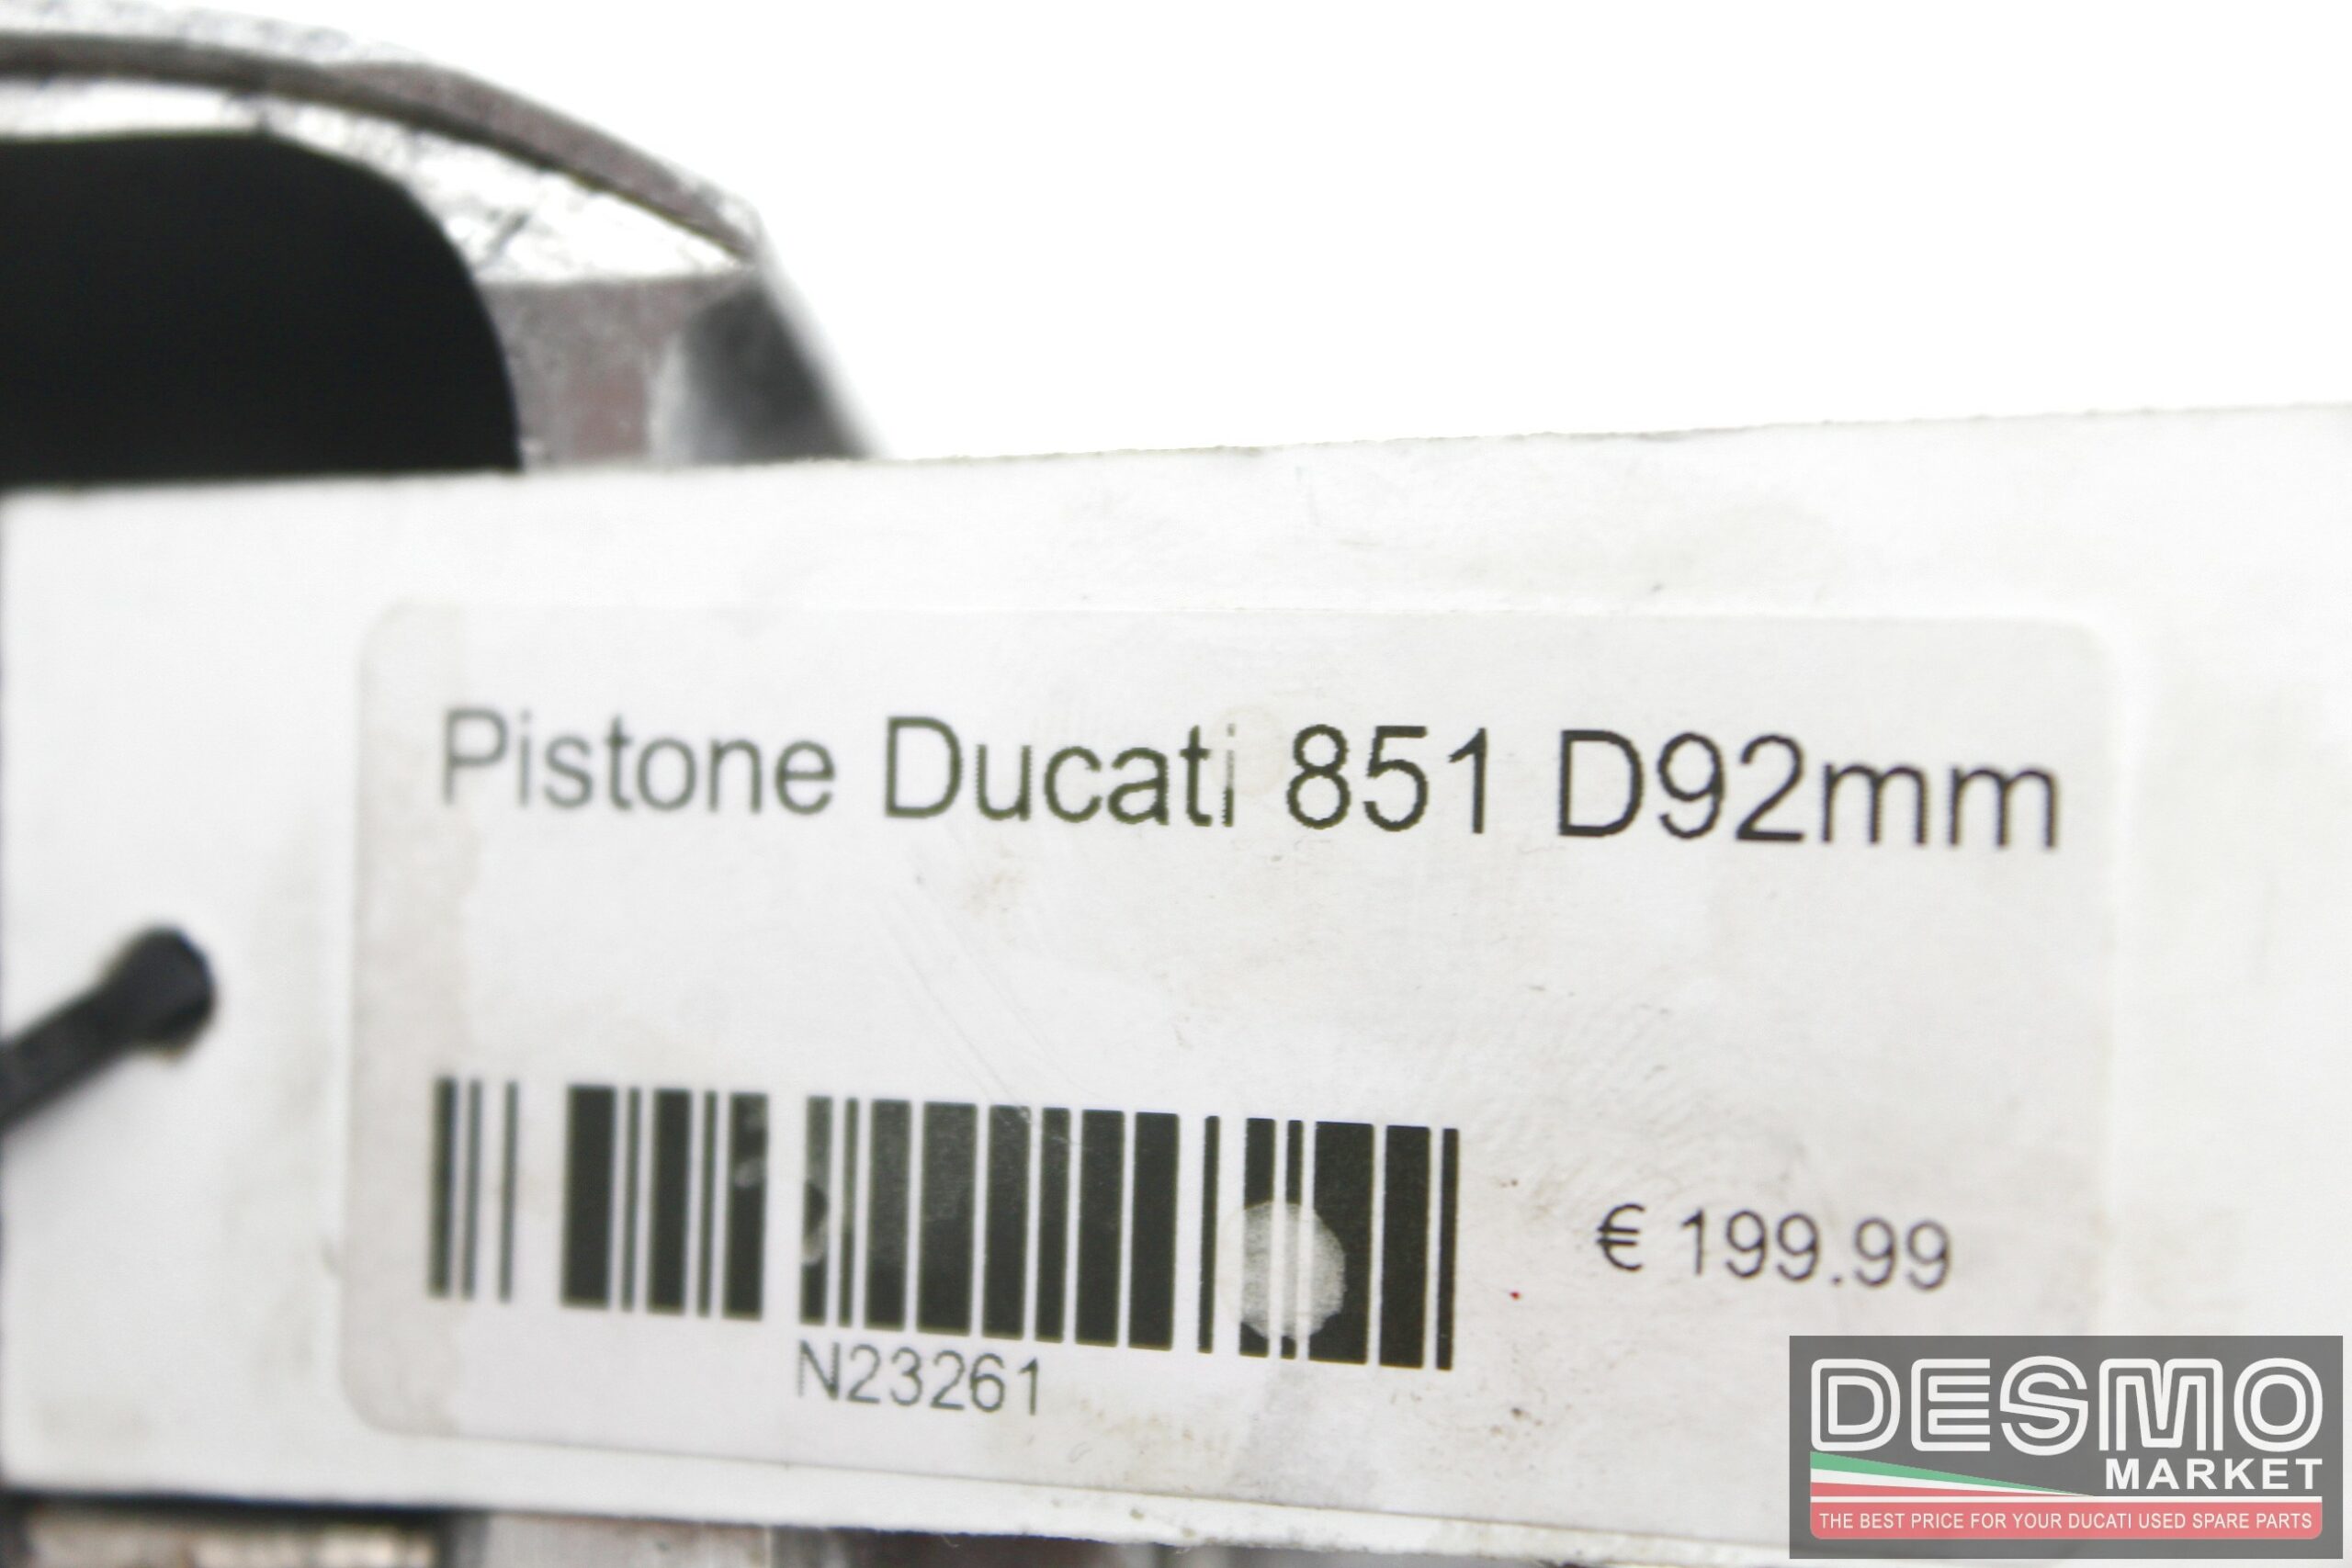 Pistone Ducati 851 D92mm
€ 199.99
N23261
DESMO
MARKET
THE BEST PRICE FOR YOUR DUCATI USED SPARE PARTS